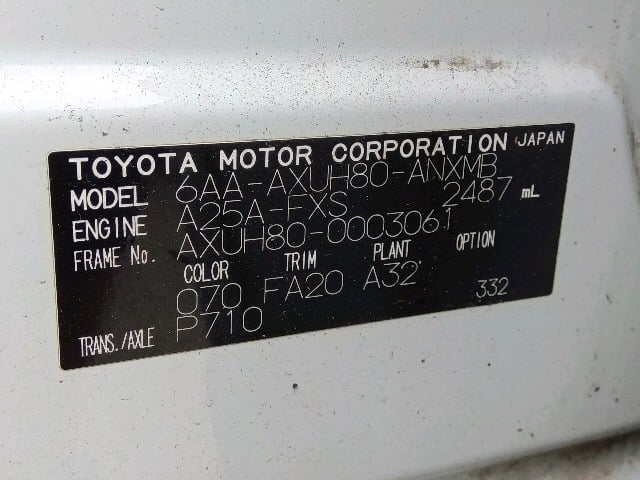 TOYOTA MOTOR CORPORATION JAPAN
MODEL 6AA-AXUH80-ANXMB
ENGINE A25A-FXS 2487 mL
FRAME No. AXUH80-0003061
COLOR TRIM PLANT OPTION
070 FA20 A32 332
TRANS./AXLE P710